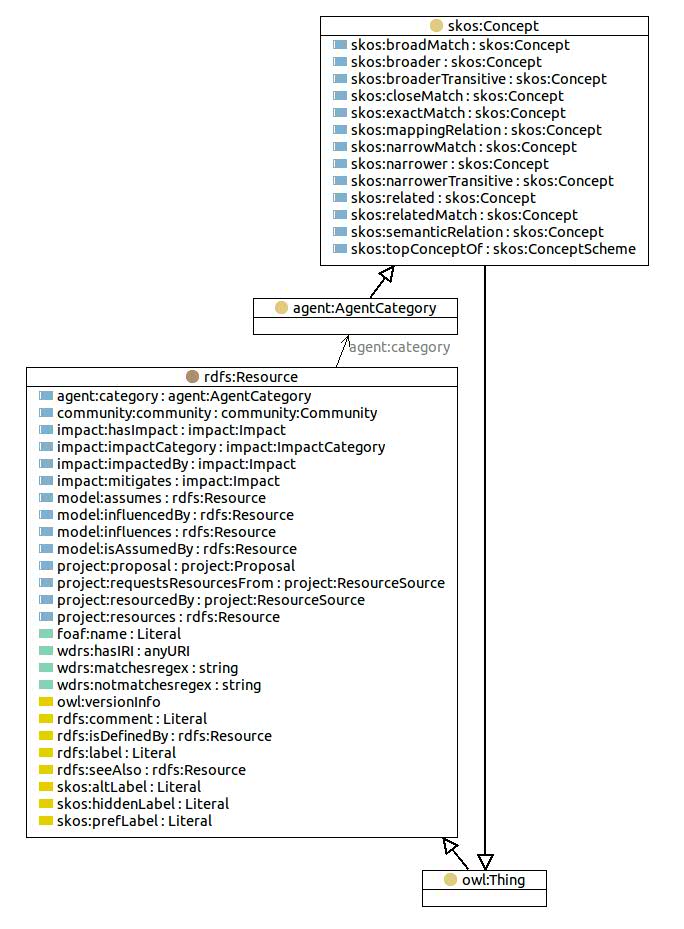 skos:Concept
skos:broadMatch : skos:Concept
skos:broader : skos:Concept
skos:broaderTransitive : skos:Concept
skos:closeMatch : skos:Concept
skos:exactMatch : skos:Concept
skos:mappingRelation : skos:Concept
skos:narrowMatch : skos:Concept
skos:narrower : skos:Concept
skos:narrowerTransitive : skos:Concept
skos:related : skos:Concept
skos:relatedMatch : skos:Concept
skos:semanticRelation : skos:Concept
skos:topConceptOf : skos:ConceptScheme
agent:AgentCategory
agent:category
rdfs:Resource
agent:category : agent:AgentCategory
community:community : community:Community
impact:hasImpact : impact:Impact
impact:impactCategory : impact:ImpactCategory
impact:impactedBy : impact:Impact
impact:mitigates : impact:Impact
model:assumes : rdfs:Resource
model:influencedBy : rdfs:Resource
model:influences : rdfs:Resource
model:isAssumedBy : rdfs:Resource
project:proposal : project:Proposal
project:requestsResourcesFrom : project:ResourceSource
project:resourcedBy : project:ResourceSource
project:resources : rdfs:Resource
foaf:name : Literal
wdrs:hasIRI : anyURI
wdrs:matchesregex : string
wdrs:notmatchesregex : string
owl:versionInfo
rdfs:comment : Literal
rdfs:isDefinedBy : rdfs:Resource
rdfs:label : Literal
rdfs:seeAlso : rdfs:Resource
skos:altLabel : Literal
skos:hiddenLabel : Literal
skos:prefLabel : Literal
owl:Thing